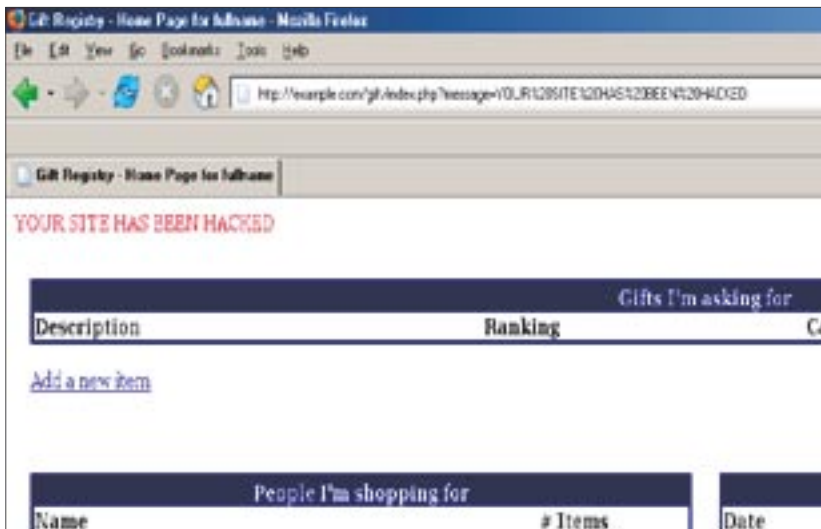 Gift Registry - Home Page for fullname - Mozilla Firefox
File Edit View Go Bookmarks Tools Help
http://example.com/gift/index.php?message=YOUR%20SITE%20HAS%20BEEN%20HACKED
Gift Registry - Home Page for fullname
YOUR SITE HAS BEEN HACKED
Gifts I'm asking for
Description Ranking
Add a new item
People I'm shopping for
Name # Items Date